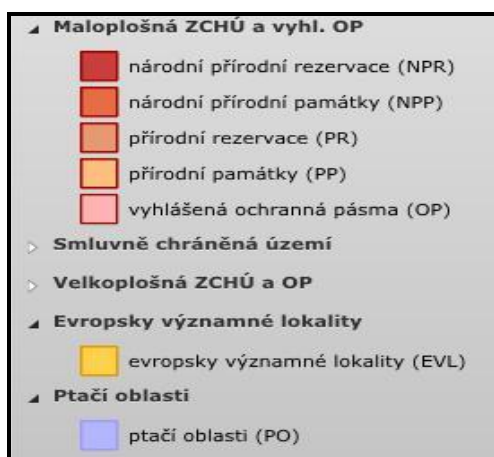 Maloplošná ZCHÚ a vyhl. OP
národní přírodní rezervace (NPR)
národní přírodní památky (NPP)
přírodní rezervace (PR)
přírodní památky (PP)
vyhlášená ochranná pásma (OP)
Smluvně chráněná území
Velkoplošná ZCHÚ a OP
Evropsky významné lokality
evropsky významné lokality (EVL)
Ptačí oblasti
ptačí oblasti (PO)